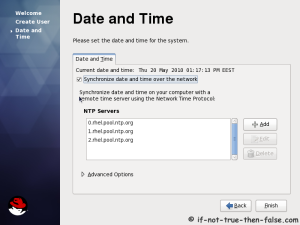 Welcome
Create User
Date and
Time
Date and Time
Please set the date and time for the system.
Date and Time
Current date and time: Thu 20 May 2010 01:17:13 PM EEST
Synchronize date and time over the network
Synchronize date and time on your computer with a
remote time server using the Network Time Protocol:
NTP Servers
0.rhel.pool.ntp.org
1.rhel.pool.ntp.org
2.rhel.pool.ntp.org
Add
Edit
Delete
Advanced Options
Back
Finish
© if-not-true-then-false.com